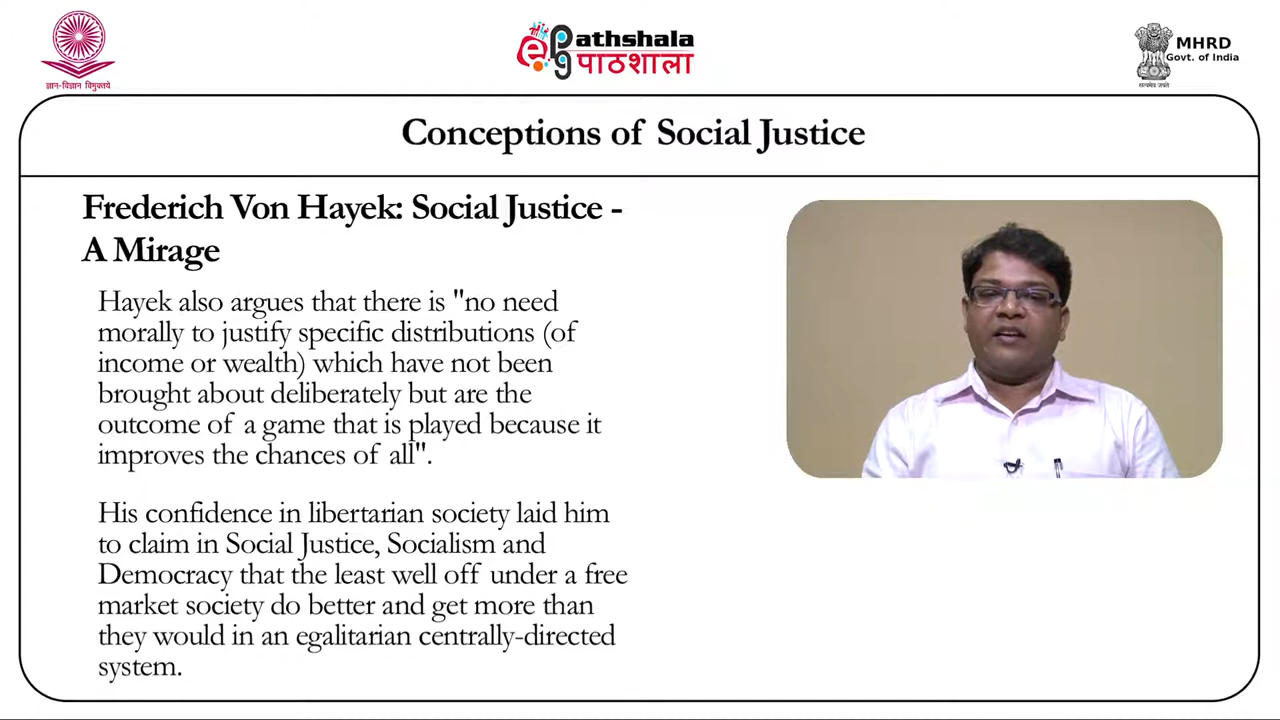 ज्ञान-विज्ञान विमुक्तये
ePG Pathshala
पाठशाला
MHRD
Govt. of India
सत्यमेव जयते
Conceptions of Social Justice
Frederich Von Hayek: Social Justice -
A Mirage
Hayek also argues that there is "no need
morally to justify specific distributions (of
income or wealth) which have not been
brought about deliberately but are the
outcome of a game that is played because it
improves the chances of all".
His confidence in libertarian society laid him
to claim in Social Justice, Socialism and
Democracy that the least well off under a free
market society do better and get more than
they would in an egalitarian centrally-directed
system.